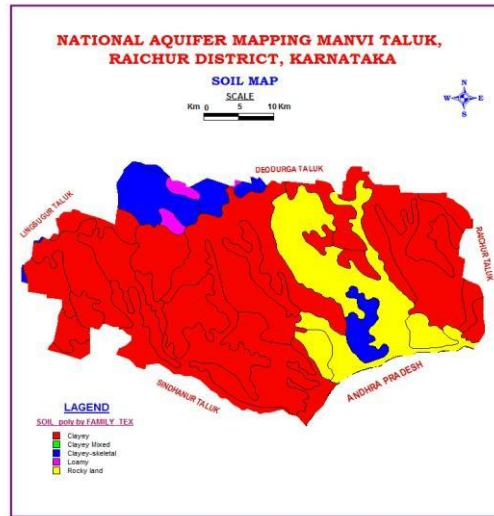 NATIONAL AQUIFER MAPPING MANVI TALUK,
RAICHUR DISTRICT, KARNATAKA
SOIL MAP
SCALE
Km 0 5 10 Km
N
W E
S
DEODURGA TALUK
LINGSUGUR TALUK
RAICHUR TALUK
SINDHANUR TALUK
ANDHRA PRADESH
LEGEND
SOIL_poly by FAMILY_TEX
Clayey
Clayey Mixed
Clayey-skeletal
Loamy
Rocky land